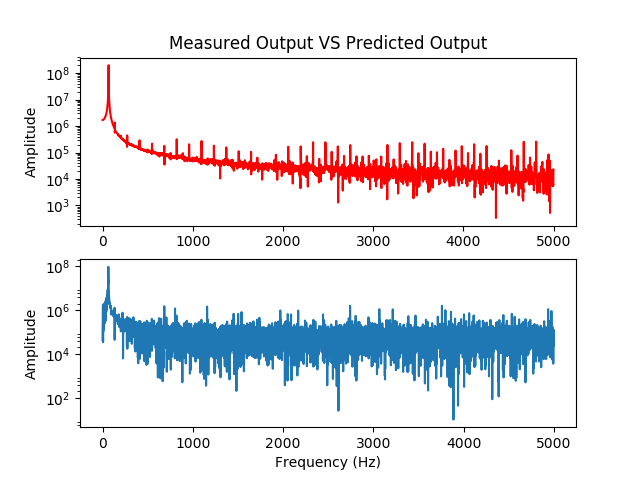 Measured Output VS Predicted Output
Amplitude
10⁸
10⁷
10⁶
10⁵
10⁴
10³
0 1000 2000 3000 4000 5000
Amplitude
10⁸
10⁶
10⁴
10²
0 1000 2000 3000 4000 5000
Frequency (Hz)